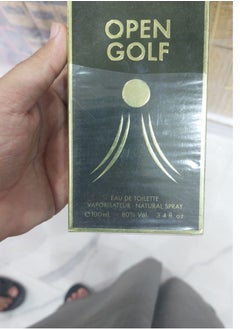 OPEN
GOLF
EAU DE TOILETTE
VAPORISATEUR NATURAL SPRAY
℮100ml 80% Vol. 3.4 fl oz